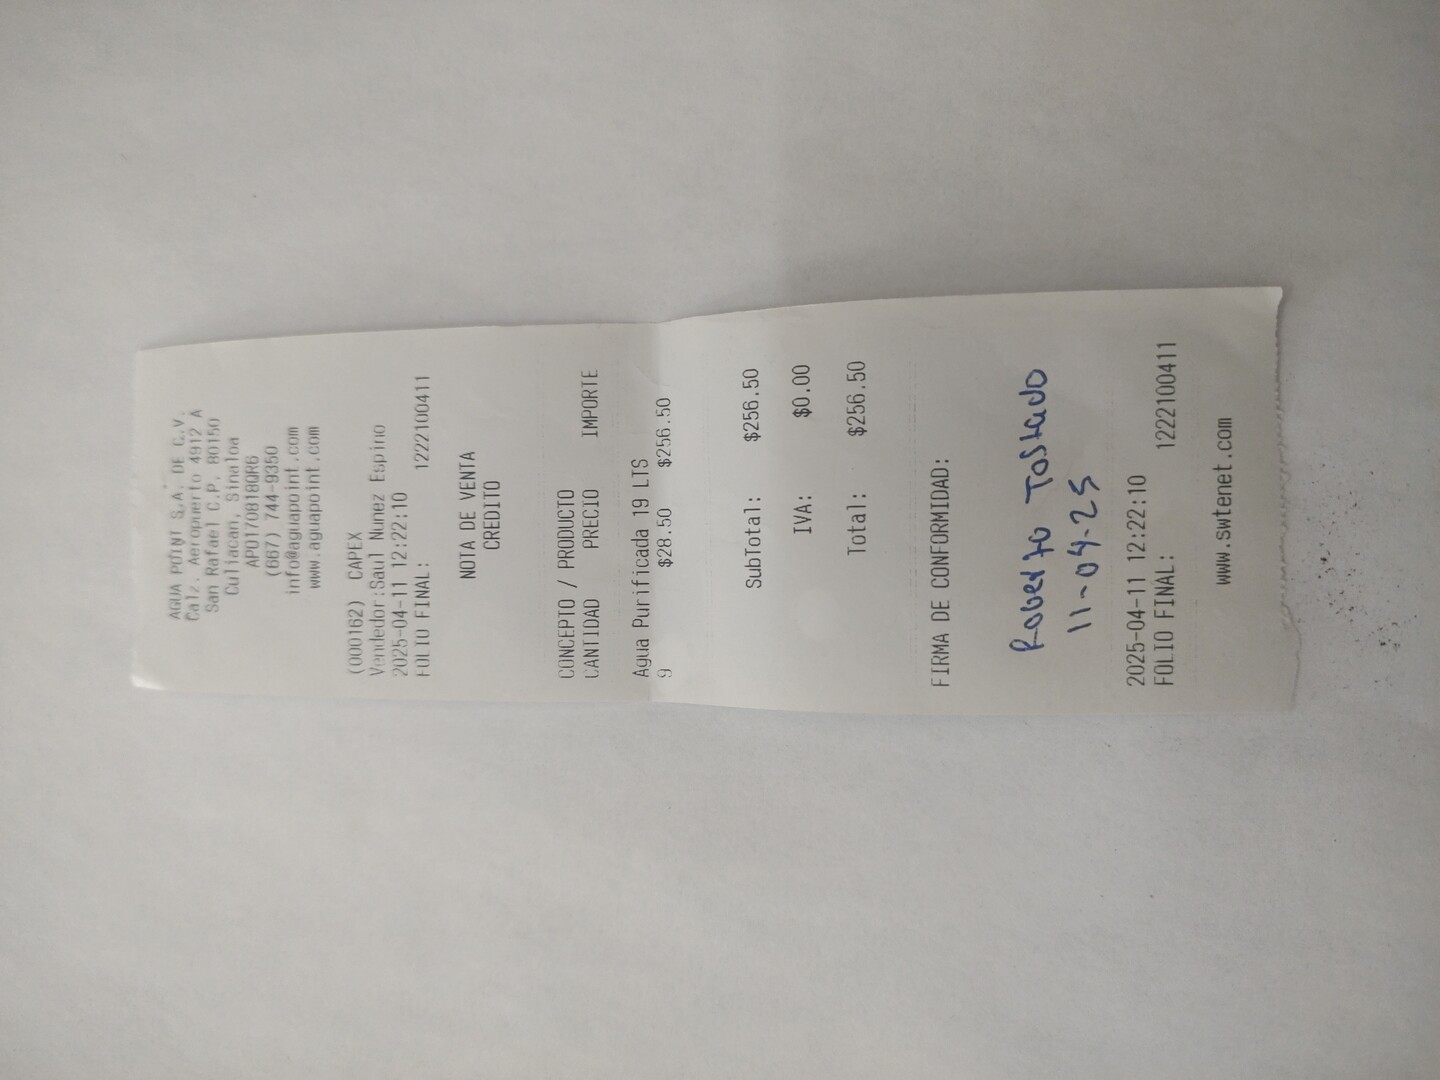 AGUA POINT S.A. DE C.V.
Calz. Aeropuerto 4912 A
San Rafael C.P. 80150
Culiacan, Sinaloa
APO170818QR6
(667) 744-9350
info@aguapoint.com
www.aguapoint.com
(000162) CAPEX
Vendedor:Saul Nunez Espino
2025-04-11 12:22:10
FOLIO FINAL: 1222100411
NOTA DE VENTA
CREDITO
CONCEPTO / PRODUCTO
CANTIDAD PRECIO IMPORTE
Agua Purificada 19 LTS
9 $28.50 $256.50
SubTotal: $256.50
IVA: $0.00
Total: $256.50
FIRMA DE CONFORMIDAD:
Roberto Tostado
11-04-25
2025-04-11 12:22:10
FOLIO FINAL: 1222100411
www.swtenet.com